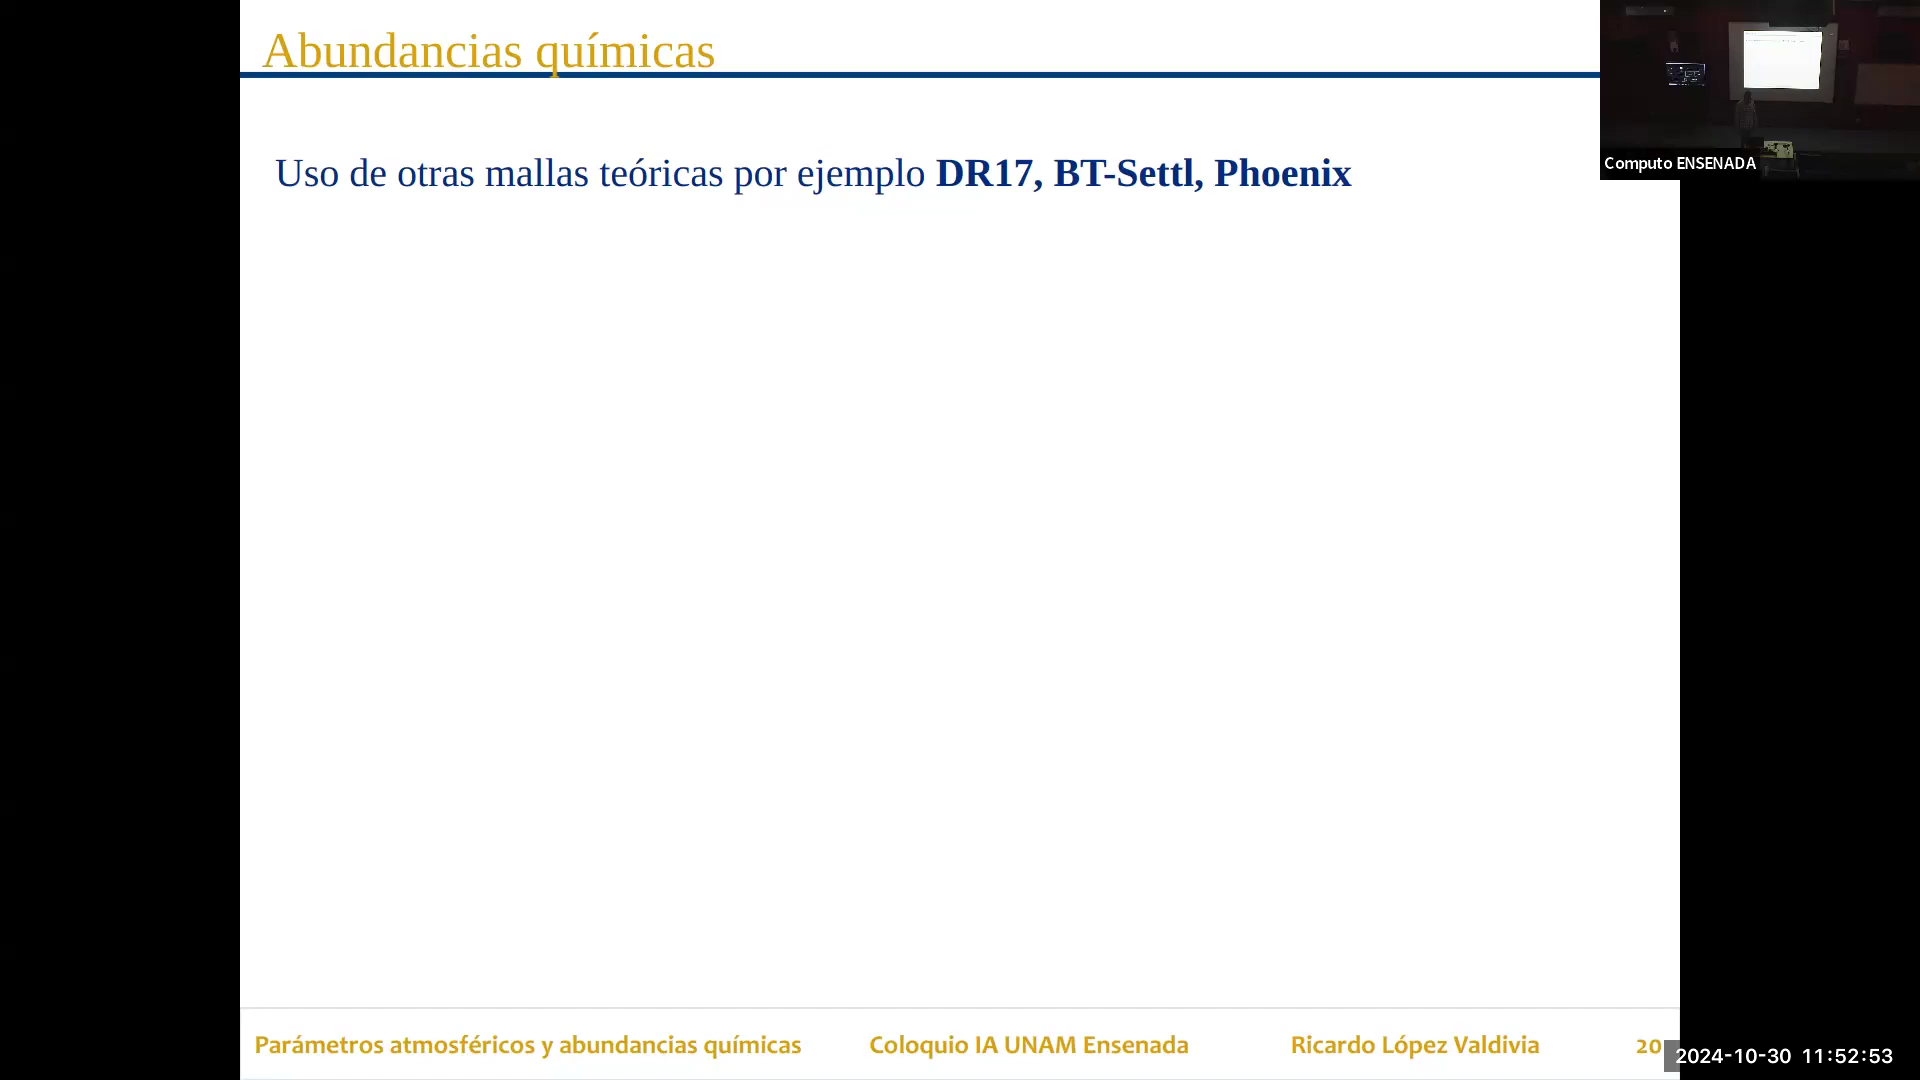 Abundancias químicas
Computo ENSENADA
Uso de otras mallas teóricas por ejemplo DR17, BT-Settl, Phoenix
Parámetros atmosféricos y abundancias químicas Coloquio IA UNAM Ensenada Ricardo López Valdivia 20
2024-10-30 11:52:53